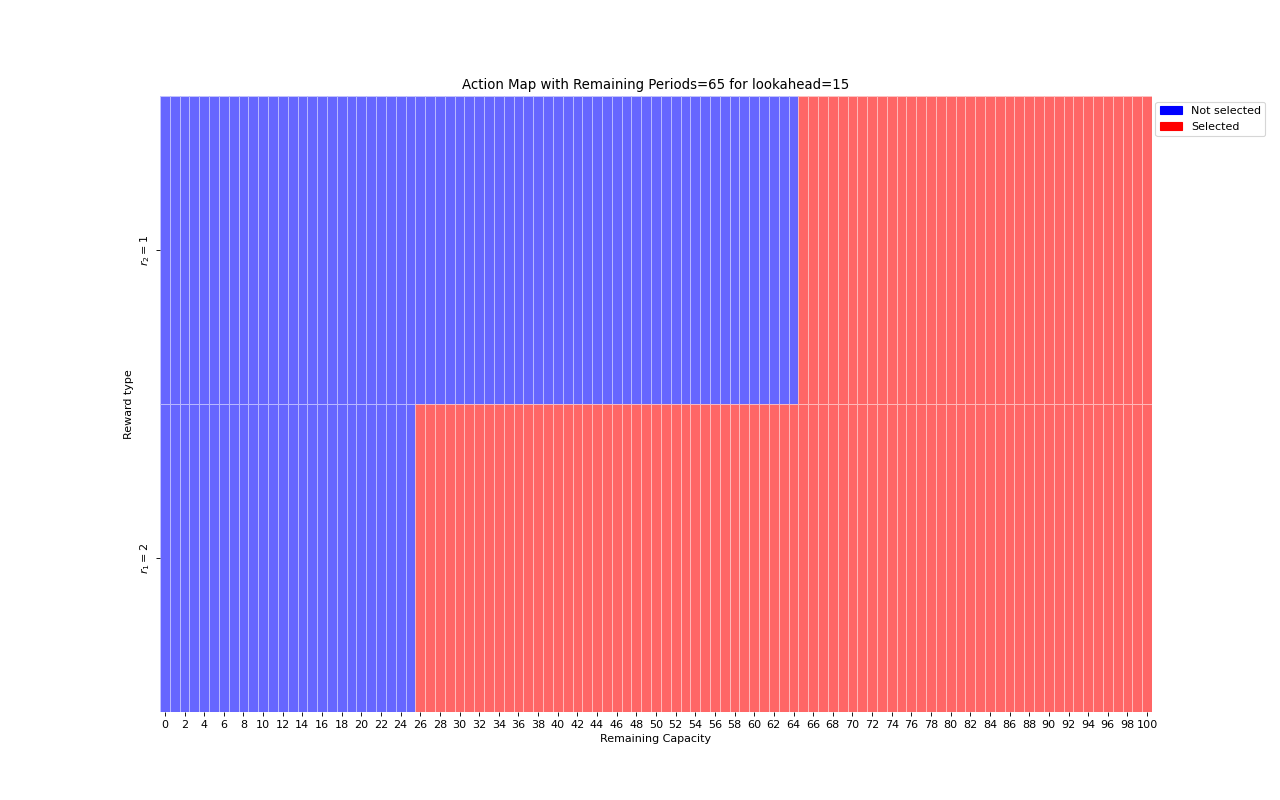 Action Map with Remaining Periods=65 for lookahead=15
Not selected
Selected
r₂ = 1
Reward type
r₁ = 2
0 2 4 6 8 10 12 14 16 18 20 22 24 26 28 30 32 34 36 38 40 42 44 46 48 50 52 54 56 58 60 62 64 66 68 70 72 74 76 78 80 82 84 86 88 90 92 94 96 98 100
Remaining Capacity